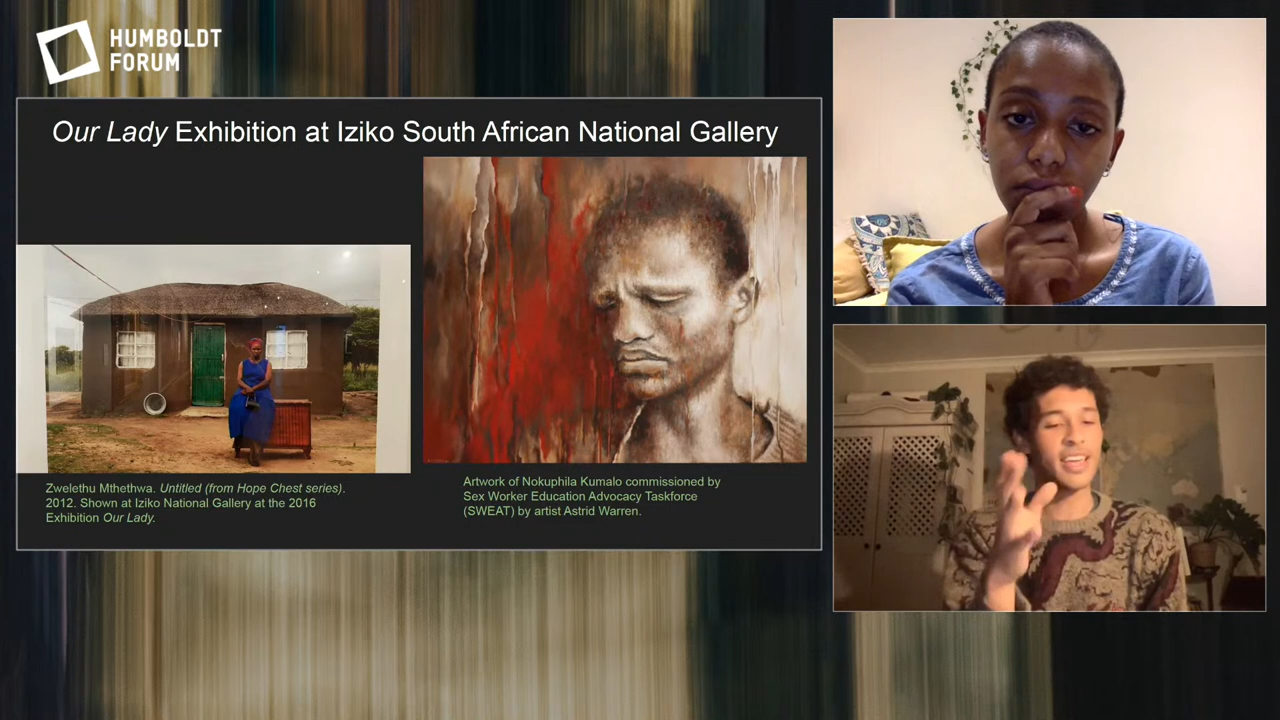 HUMBOLDT
FORUM
Our Lady Exhibition at Iziko South African National Gallery
Zwelethu Mthethwa. Untitled (from Hope Chest series).
2012. Shown at Iziko National Gallery at the 2016
Exhibition Our Lady.
Artwork of Nokuphila Kumalo commissioned by
Sex Worker Education Advocacy Taskforce
(SWEAT) by artist Astrid Warren.